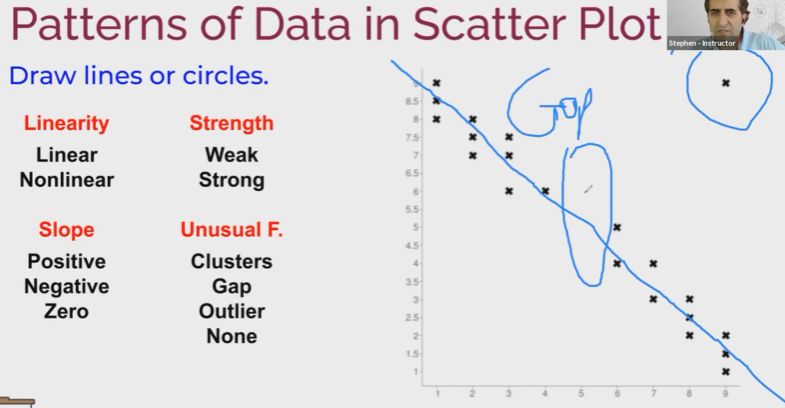 Patterns of Data in Scatter Plot
Stephen - Instructor
Draw lines or circles.
Linearity
Linear
Nonlinear
Strength
Weak
Strong
Slope
Positive
Negative
Zero
Unusual F.
Clusters
Gap
Outlier
None
Gap
9
8.5
8
7.5
7
6.5
6
5.5
5
4.5
4
3.5
3
2.5
2
1.5
1
1 2 3 4 5 6 7 8 9